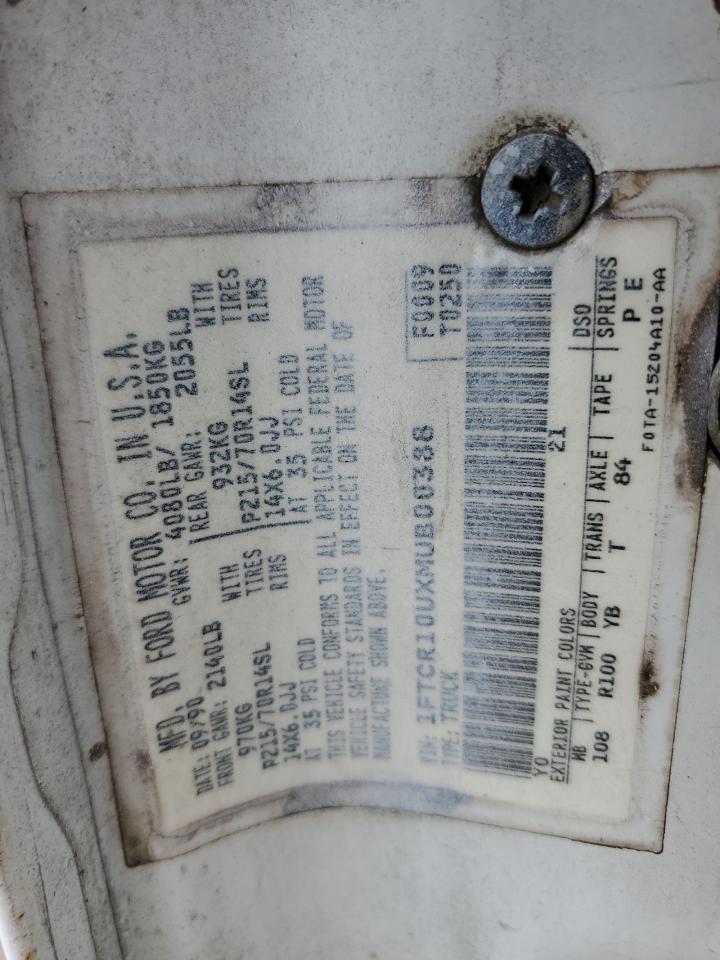 MFD. BY FORD MOTOR CO. IN U.S.A.
DATE: 09/90 GVWR: 4080LB/ 1850KG
FRONT GAWR: 2140LB REAR GAWR: 2055LB
970KG WITH 932KG WITH
P215/70R14SL TIRES P215/70R14SL TIRES
14X6.0JJ RIMS 14X6.0JJ RIMS
AT 35 PSI COLD AT 35 PSI COLD
THIS VEHICLE CONFORMS TO ALL APPLICABLE FEDERAL MOTOR
VEHICLE SAFETY STANDARDS IN EFFECT ON THE DATE OF
MANUFACTURE SHOWN ABOVE.
VIN: 1FTCR10UXMUB00388 F0009
TYPE: TRUCK T0250
YO 21
EXTERIOR PAINT COLORS DSO
WB TYPE-GVM BODY TRANS AXLE TAPE SPRINGS
108 R100 YB T 84 P E
F0TA-15204A10-AA